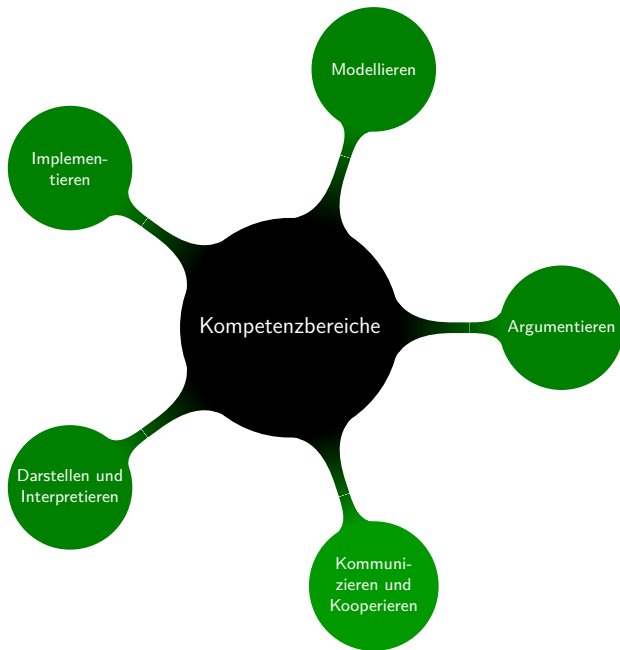 Modellieren
Implemen-
tieren
Kompetenzbereiche
Argumentieren
Darstellen und
Interpretieren
Kommuni-
zieren und
Kooperieren